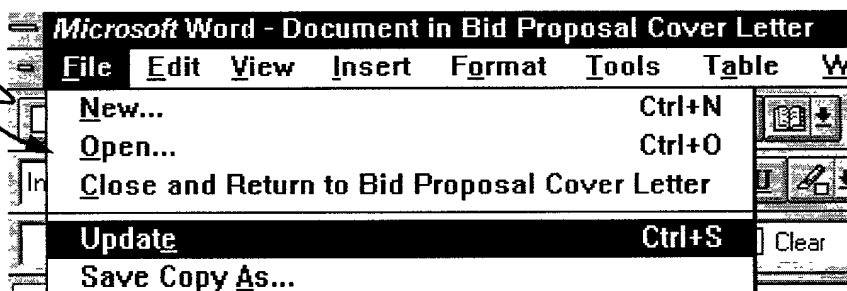 Microsoft Word - Document in Bid Proposal Cover Letter
File Edit View Insert Format Tools Table W
New... Ctrl+N
Open... Ctrl+O
In
Close and Return to Bid Proposal Cover Letter U
Update Ctrl+S Clear
Save Copy As...